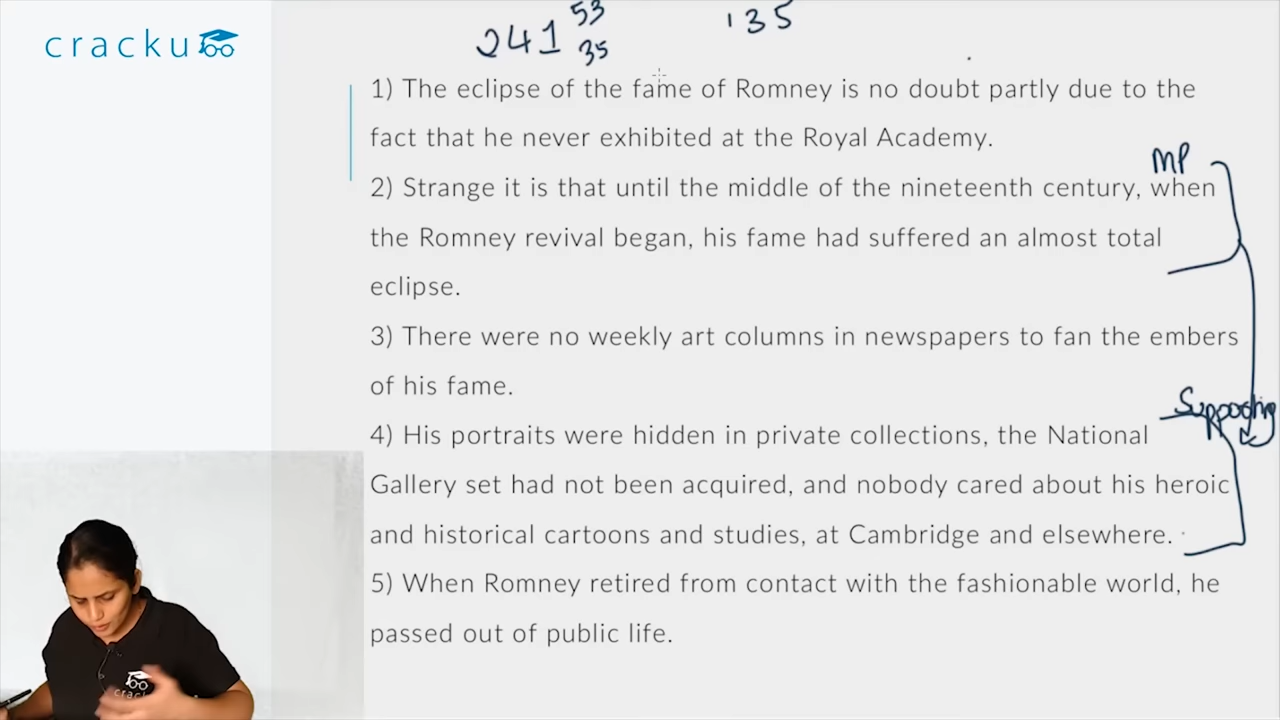 cracku
241 53
35
135
1) The eclipse of the fame of Romney is no doubt partly due to the
fact that he never exhibited at the Royal Academy.
MP
2) Strange it is that until the middle of the nineteenth century, when
the Romney revival began, his fame had suffered an almost total
eclipse.
3) There were no weekly art columns in newspapers to fan the embers
of his fame.
Supporting
4) His portraits were hidden in private collections, the National
Gallery set had not been acquired, and nobody cared about his heroic
and historical cartoons and studies, at Cambridge and elsewhere.
5) When Romney retired from contact with the fashionable world, he
passed out of public life.